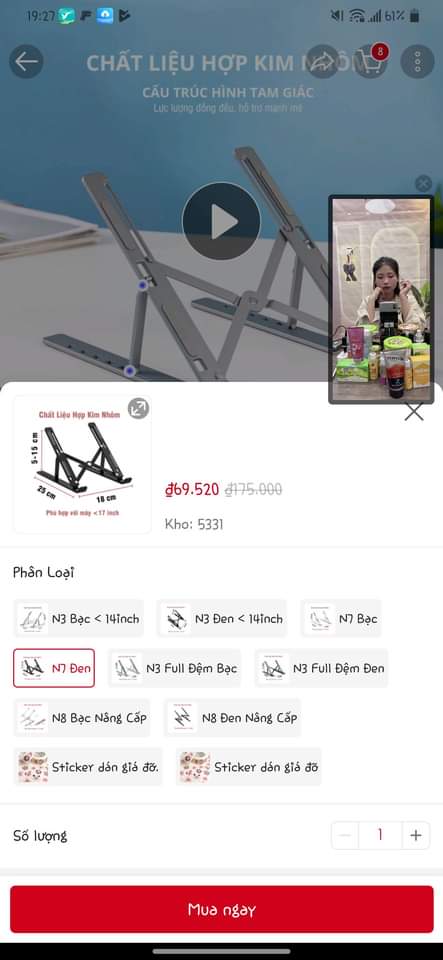 19:27
61%
8
CHẤT LIỆU HỢP KIM NHÔM
CẤU TRÚC HÌNH TAM GIÁC
Lực lượng đồng đều, hỗ trợ mạnh mẽ
Chất Liệu Hợp Kim Nhôm
5-15 cm
25 cm
18 cm
Phù hợp với máy <17 inch
₫69.520 ₫175.000
Kho: 5331
Phân Loại
N3 Bạc < 14inch
N3 Đen < 14inch
N7 Bạc
N7 Đen
N3 Full Đệm Bạc
N3 Full Đệm Đen
N8 Bạc Nâng Cấp
N8 Đen Nâng Cấp
Sticker dán giá đỡ.
Sticker dán giá đỡ
Số lượng
1
Mua ngay